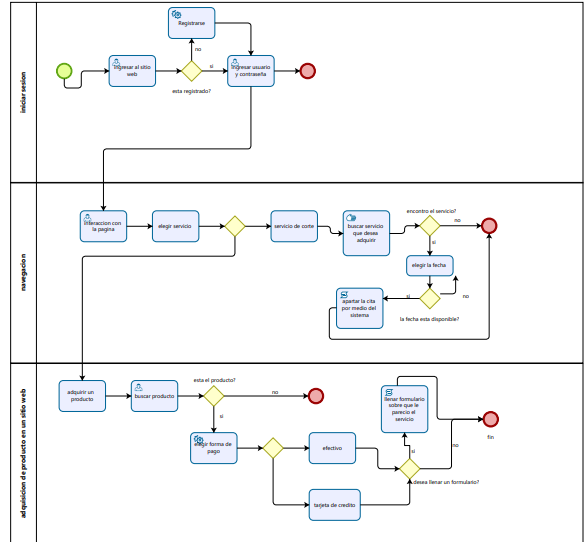 iniciar sesion
Registrarse
no
ingresar al sitio
web
si
ingresar usuario
y contraseña
esta registrado?
navegacion
interaccion con
la pagina
elegir servicio
servicio de corte
buscar servicio
que desea
adquirir
encontro el servicio?
no
si
elegir la fecha
si
no
apartar la cita
por medio del
sistema
la fecha esta disponible?
adquisicion de producto en un sitio web
adquirir un
producto
buscar producto
esta el producto?
no
si
elegir forma de
pago
efectivo
tarjeta de credito
llenar formulario
sobre que le
parecio el
servicio
si
no
desea llenar un formulario?
fin